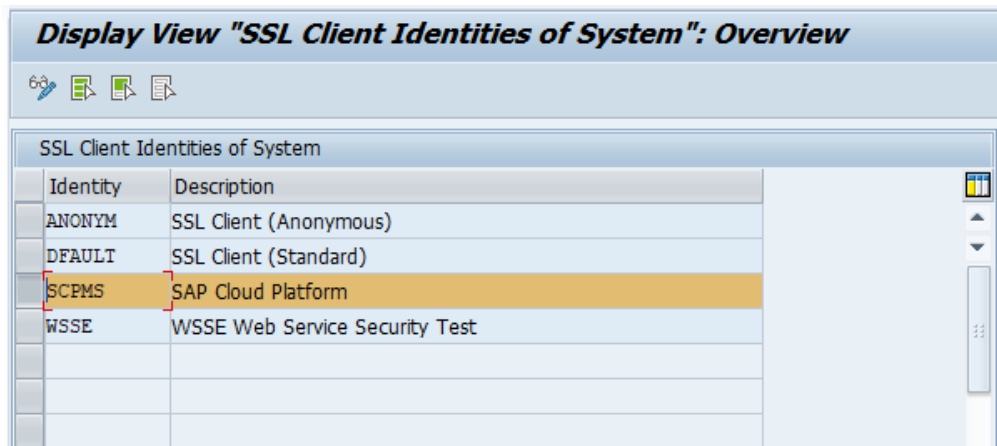 Display View "SSL Client Identities of System": Overview
SSL Client Identities of System
Identity Description
ANONYM SSL Client (Anonymous)
DFAULT SSL Client (Standard)
SCPMS SAP Cloud Platform
WSSE WSSE Web Service Security Test